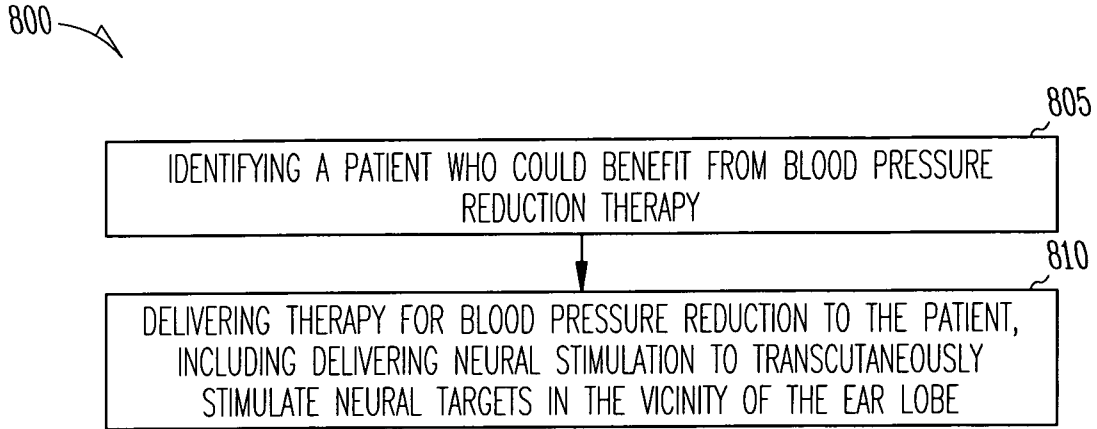 800
805
IDENTIFYING A PATIENT WHO COULD BENEFIT FROM BLOOD PRESSURE
REDUCTION THERAPY
810
DELIVERING THERAPY FOR BLOOD PRESSURE REDUCTION TO THE PATIENT,
INCLUDING DELIVERING NEURAL STIMULATION TO TRANSCUTANEOUSLY
STIMULATE NEURAL TARGETS IN THE VICINITY OF THE EAR LOBE